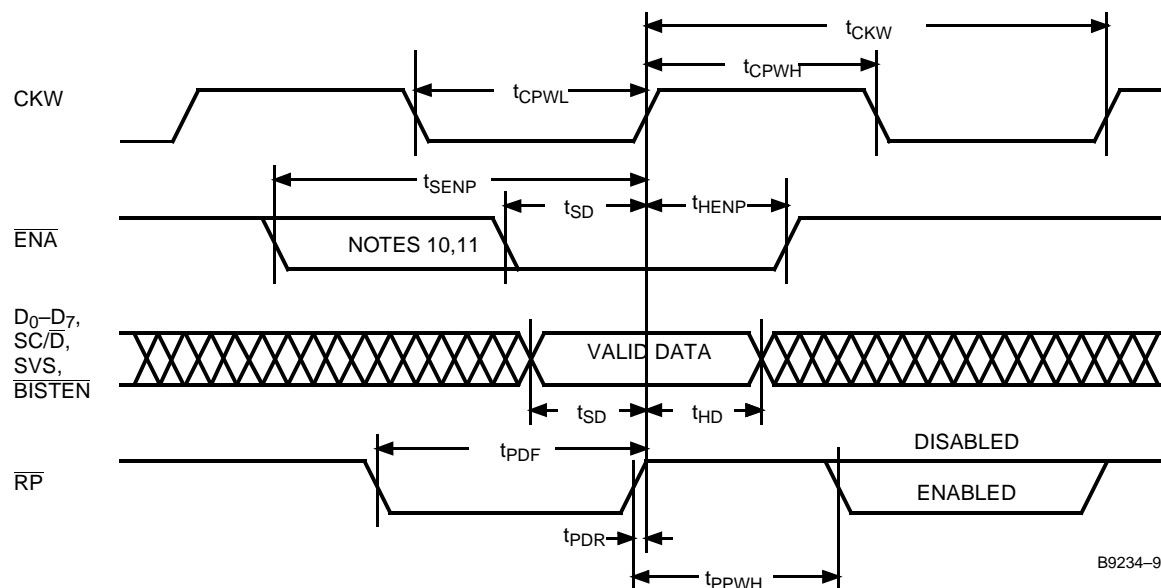 tCKW
tCPWH
CKW
tCPWL
tSENP
tSD
tHENP
ENA
NOTES 10,11
D0–D7,
SC/D,
SVS,
BISTEN
VALID DATA
tSD
tHD
tPDF
DISABLED
RP
ENABLED
tPDR
tPPWH
B9234–9